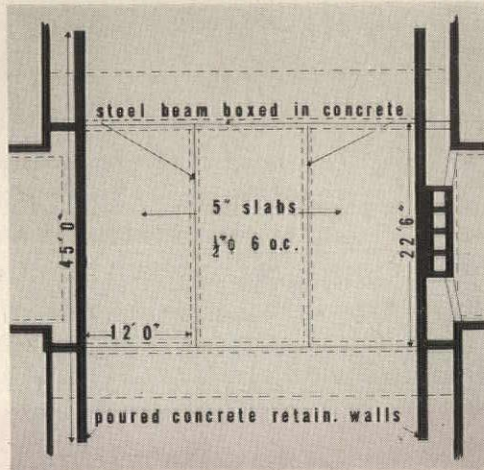 steel beam boxed in concrete
5" slabs
½"ϕ 6 o.c.
45'0"
22'6"
12'0"
poured concrete retain. walls